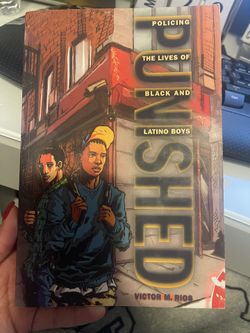 POLICING
THE LIVES OF
BLACK AND
LATINO BOYS
PUNISHED
VICTOR M. RIOS